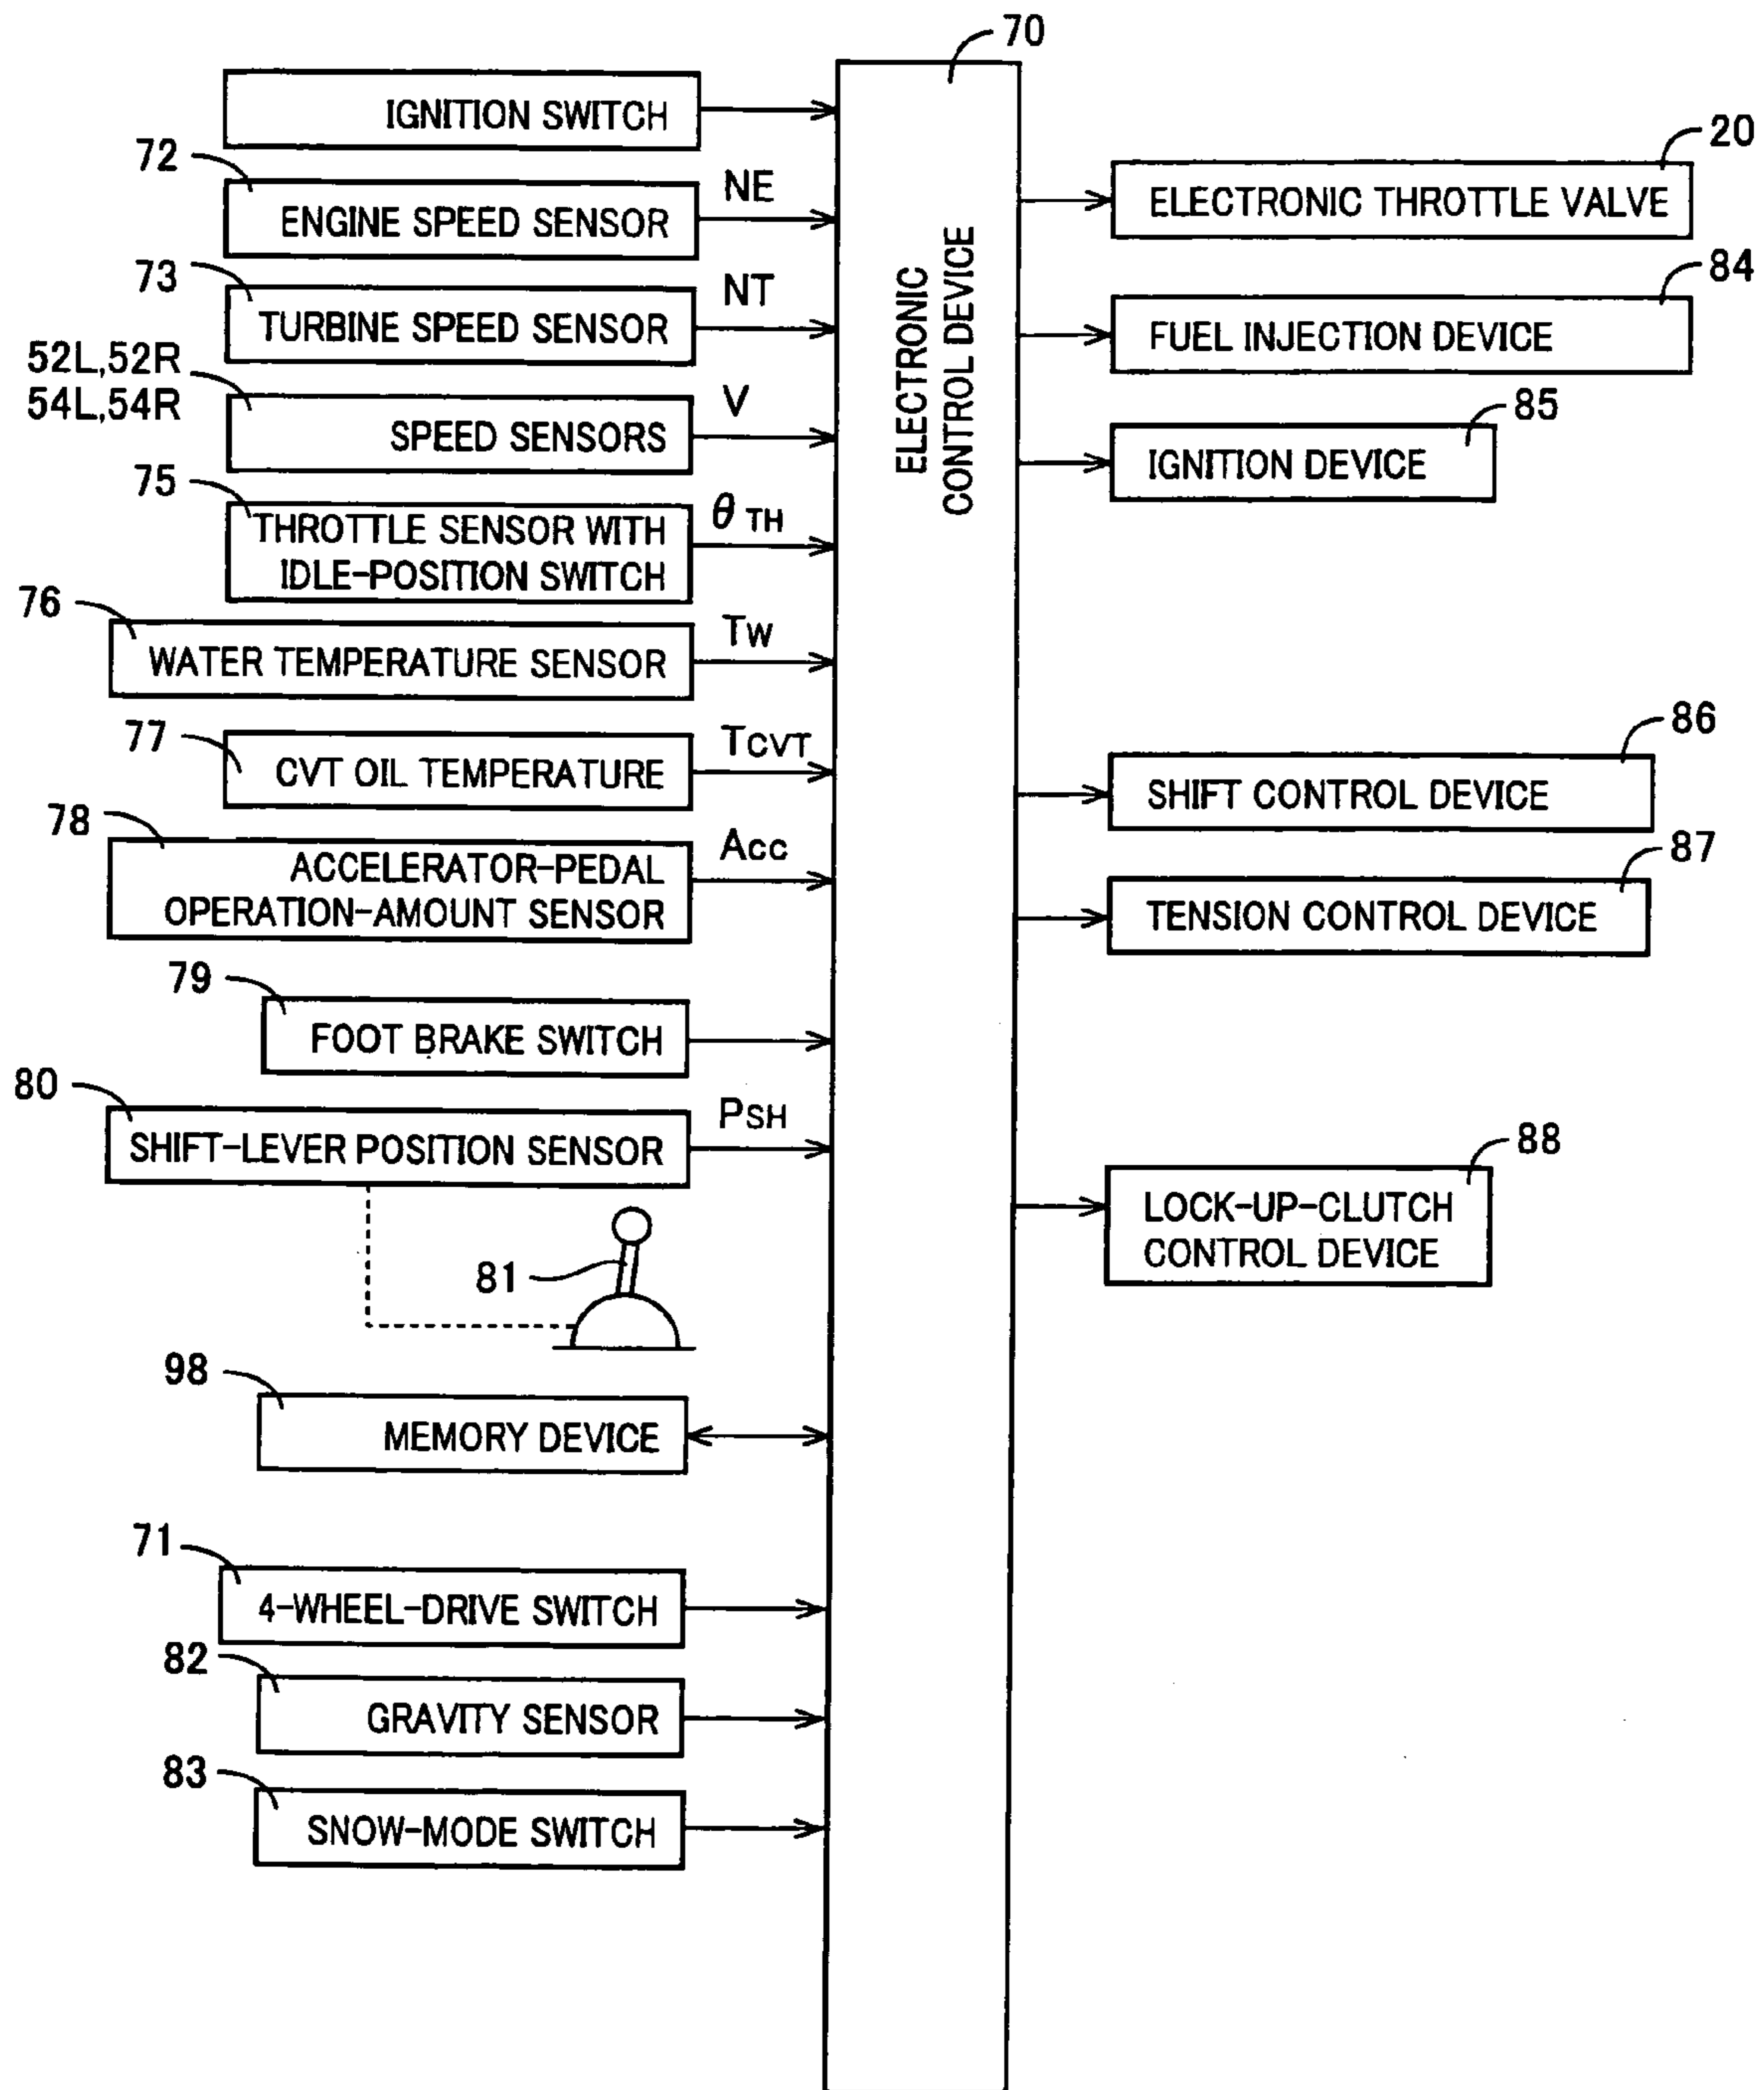 70
IGNITION SWITCH
72
NE
ENGINE SPEED SENSOR
73
NT
TURBINE SPEED SENSOR
52L,52R
54L,54R
V
SPEED SENSORS
75
θTH
THROTTLE SENSOR WITH
IDLE-POSITION SWITCH
76
TW
WATER TEMPERATURE SENSOR
77
TCVT
CVT OIL TEMPERATURE
78
ACC
ACCELERATOR-PEDAL
OPERATION-AMOUNT SENSOR
79
FOOT BRAKE SWITCH
80
PSH
SHIFT-LEVER POSITION SENSOR
81
98
MEMORY DEVICE
71
4-WHEEL-DRIVE SWITCH
82
GRAVITY SENSOR
83
SNOW-MODE SWITCH
ELECTRONIC
CONTROL DEVICE
20
ELECTRONIC THROTTLE VALVE
84
FUEL INJECTION DEVICE
85
IGNITION DEVICE
86
SHIFT CONTROL DEVICE
87
TENSION CONTROL DEVICE
88
LOCK-UP-CLUTCH
CONTROL DEVICE